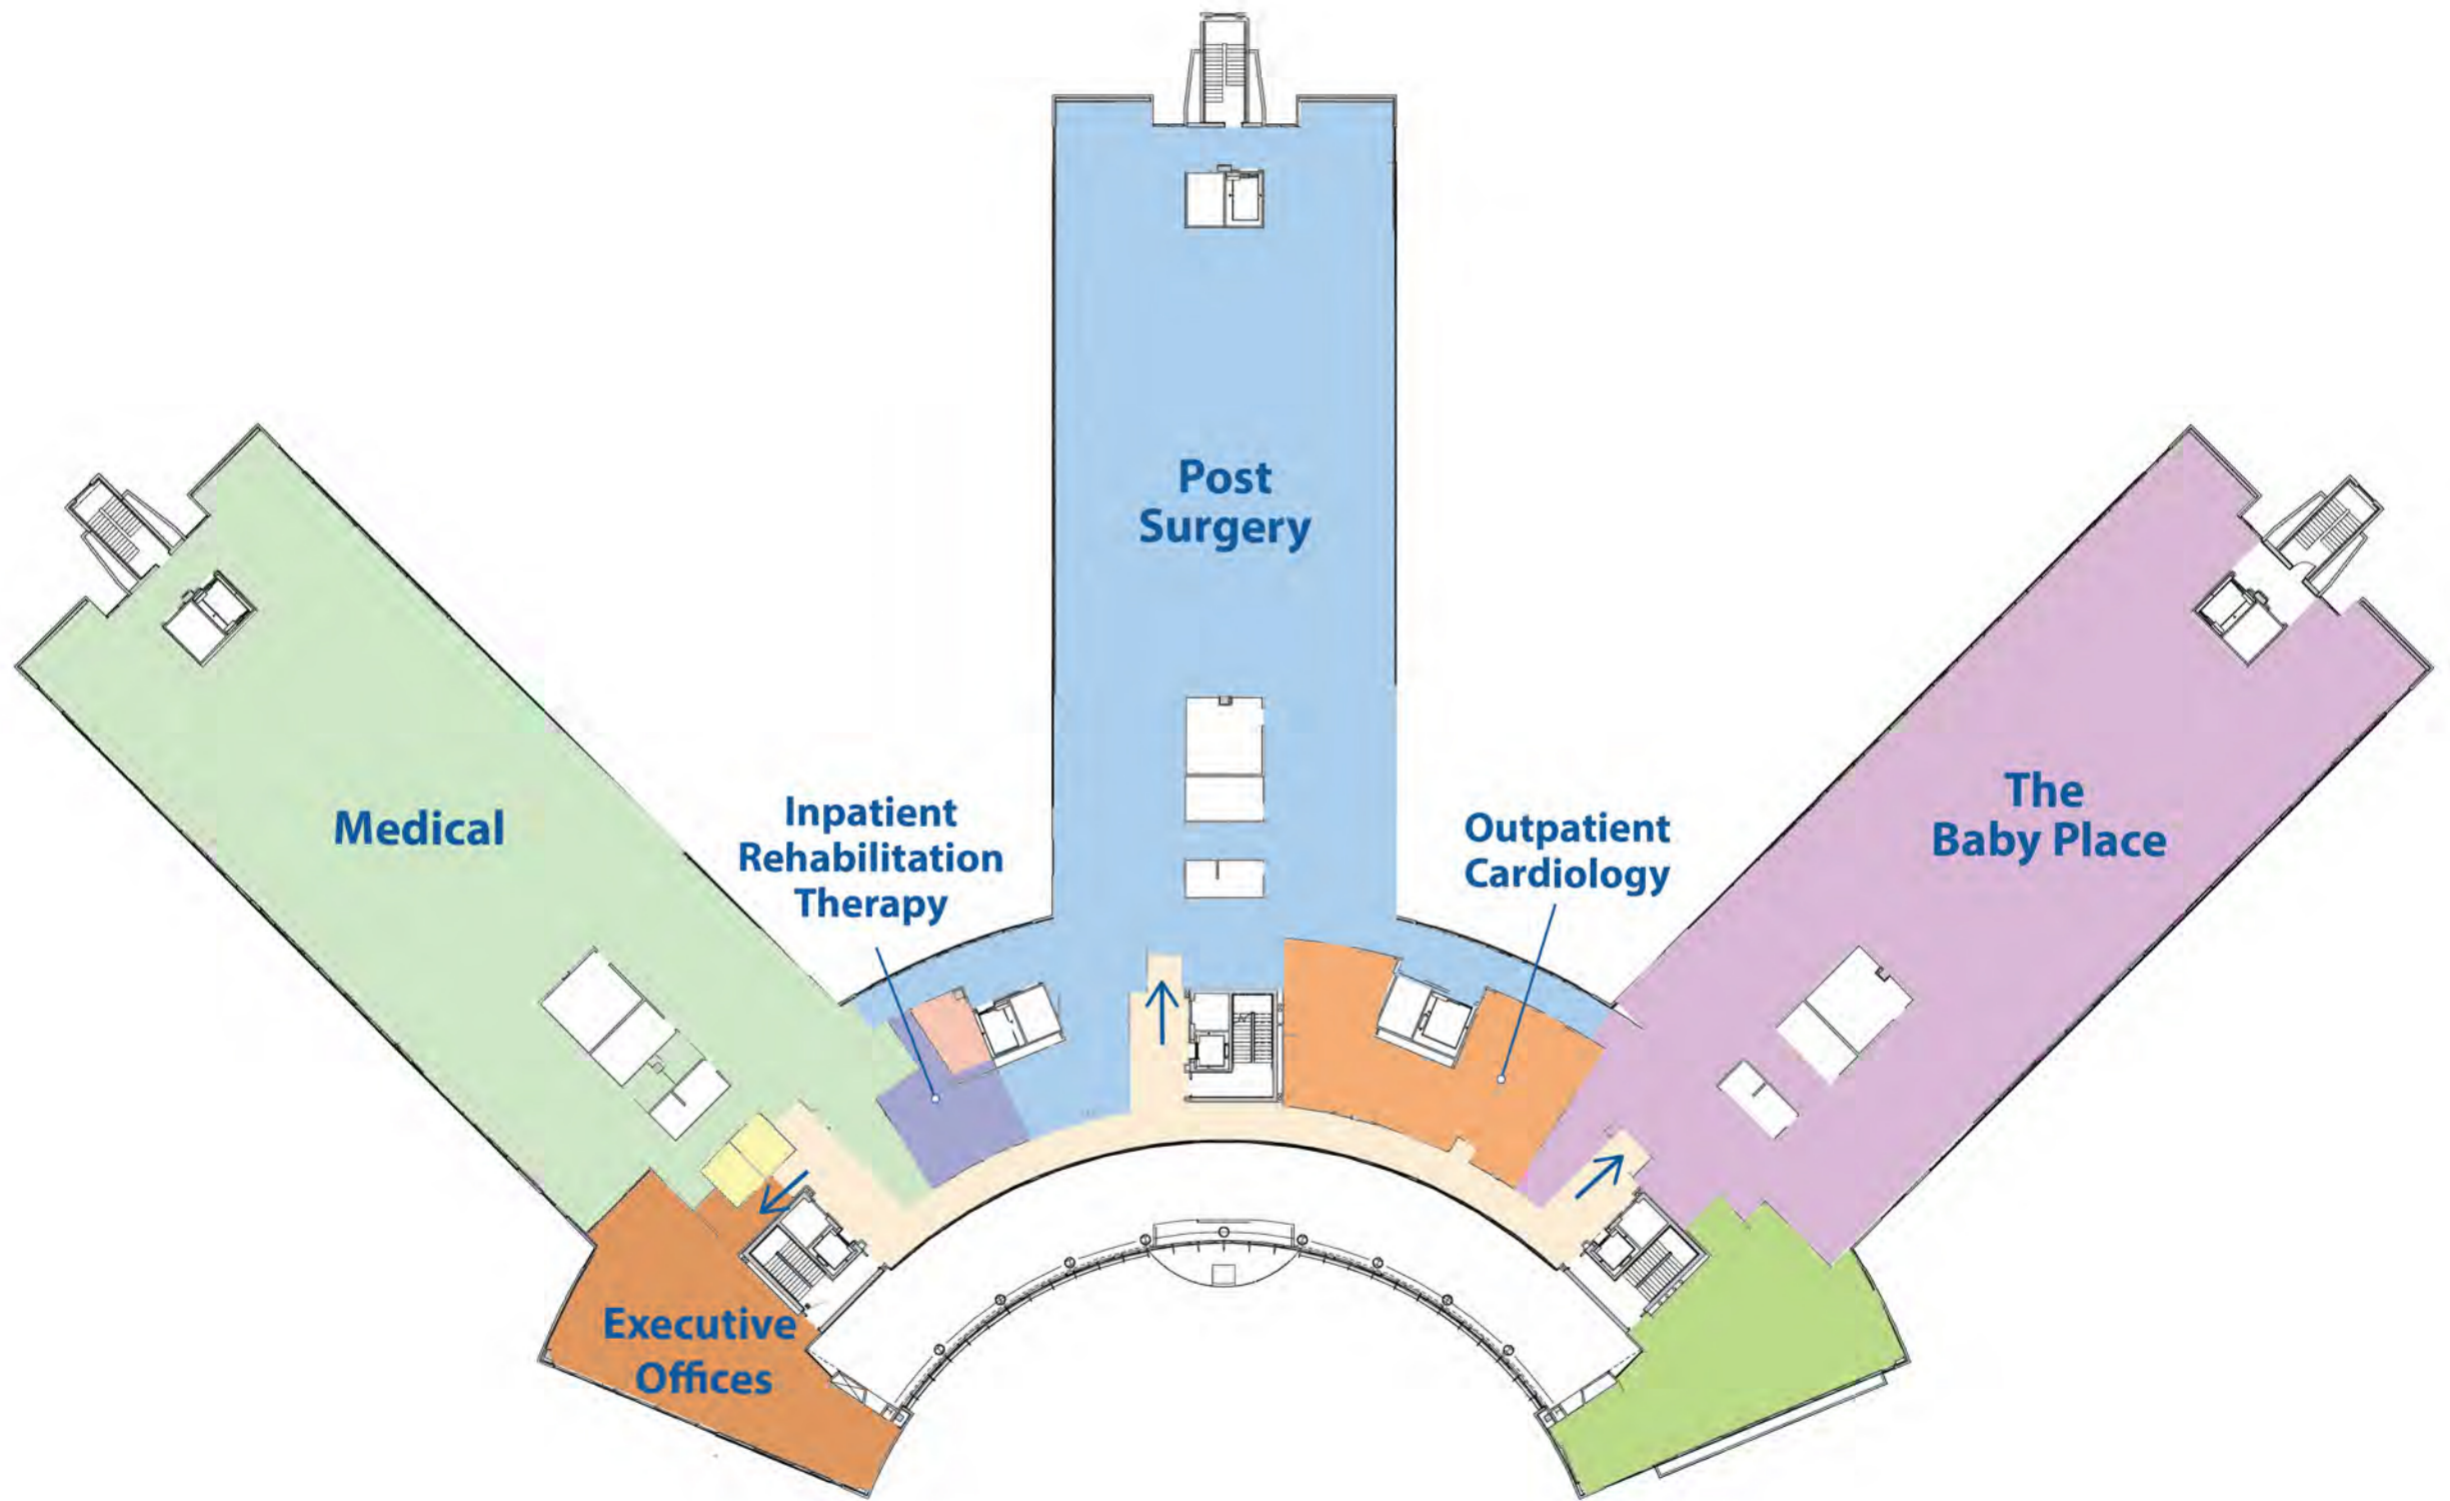 Post
Surgery
Medical
Inpatient
Rehabilitation
Therapy
Outpatient
Cardiology
The
Baby Place
Executive
Offices